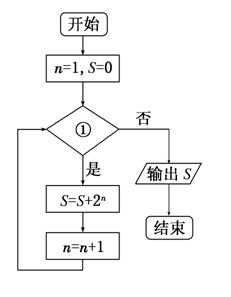 开始
n=1, S=0
①
否
是
输出 S
S=S+2ⁿ
结束
n=n+1